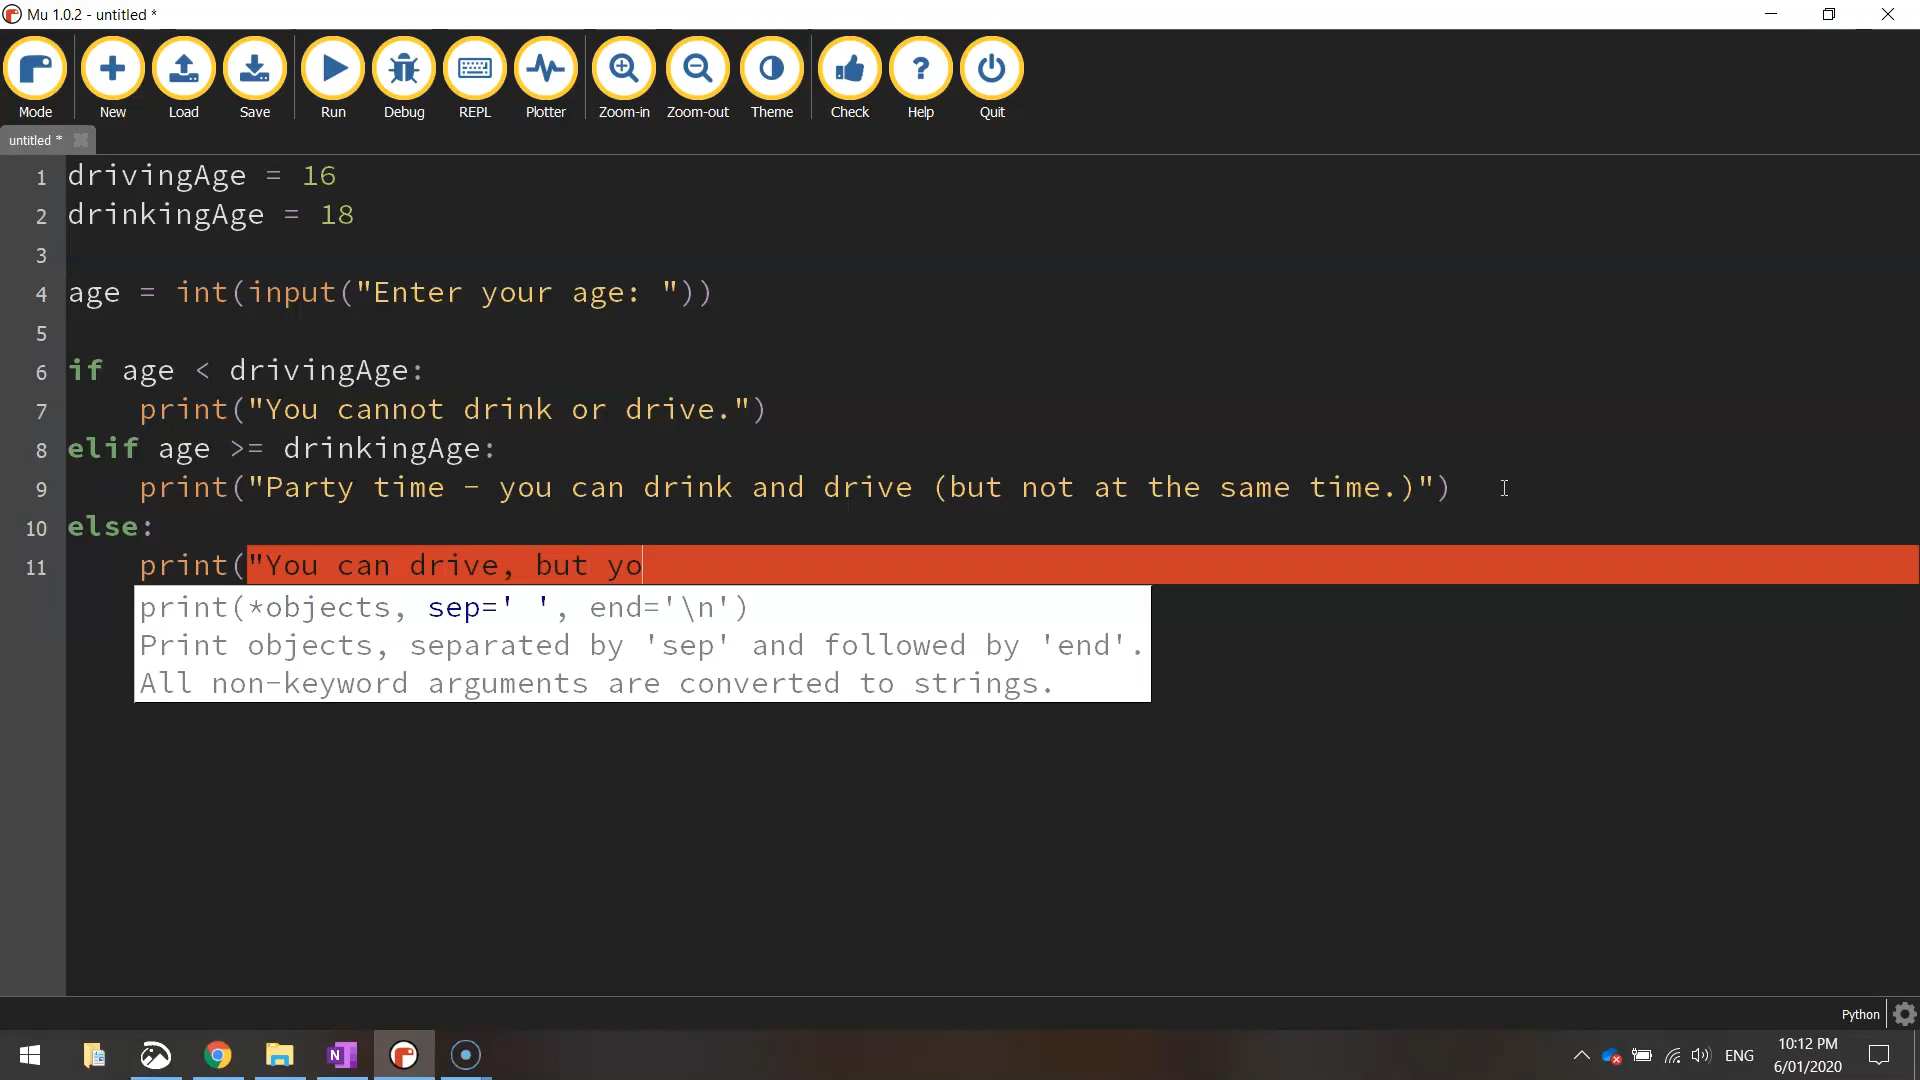 Mu 1.0.2 - untitled *
Mode New Load Save Run Debug REPL Plotter Zoom-in Zoom-out Theme Check Help Quit
untitled *
1 drivingAge = 16
2 drinkingAge = 18
3
4 age = int(input("Enter your age: "))
5
6 if age < drivingAge:
7     print("You cannot drink or drive.")
8 elif age >= drinkingAge:
9     print("Party time - you can drink and drive (but not at the same time.)")
10 else:
11     print("You can drive, but yo
print(*objects, sep=' ', end='\n')
Print objects, separated by 'sep' and followed by 'end'.
All non-keyword arguments are converted to strings.
Python
N
ENG
10:12 PM
6/01/2020